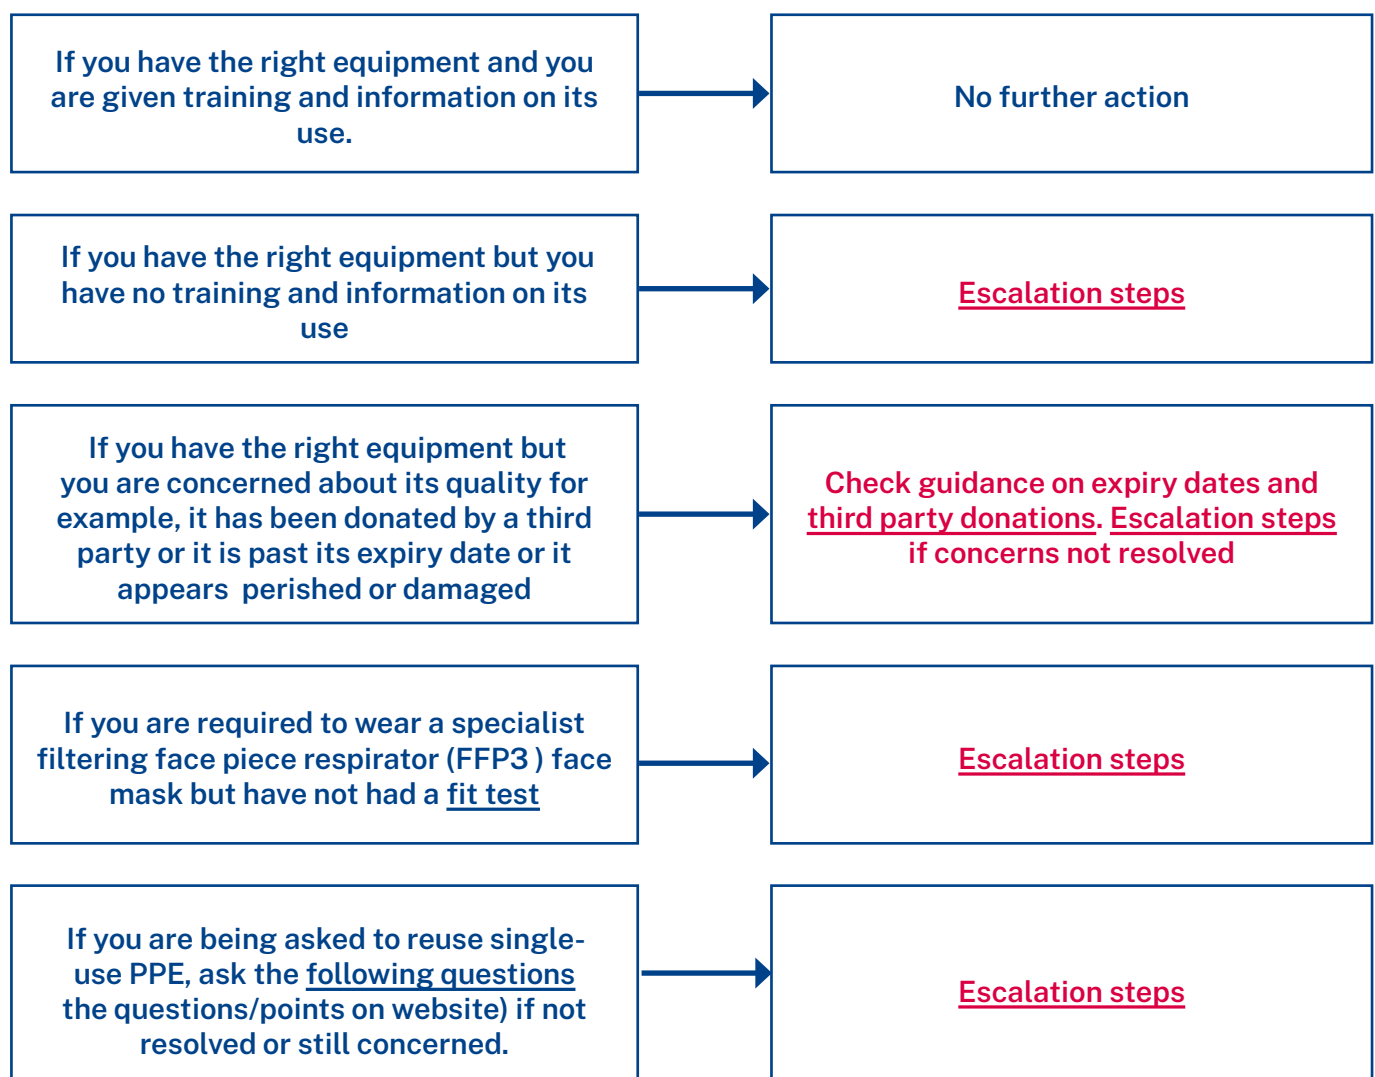 If you have the right equipment and you
are given training and information on its
use.
No further action
If you have the right equipment but you
have no training and information on its
use
Escalation steps
If you have the right equipment but
you are concerned about its quality for
example, it has been donated by a third
party or it is past its expiry date or it
appears  perished or damaged
Check guidance on expiry dates and
third party donations. Escalation steps
if concerns not resolved
If you are required to wear a specialist
filtering face piece respirator (FFP3 ) face
mask but have not had a fit test
Escalation steps
If you are being asked to reuse single-
use PPE, ask the following questions
the questions/points on website) if not
resolved or still concerned.
Escalation steps